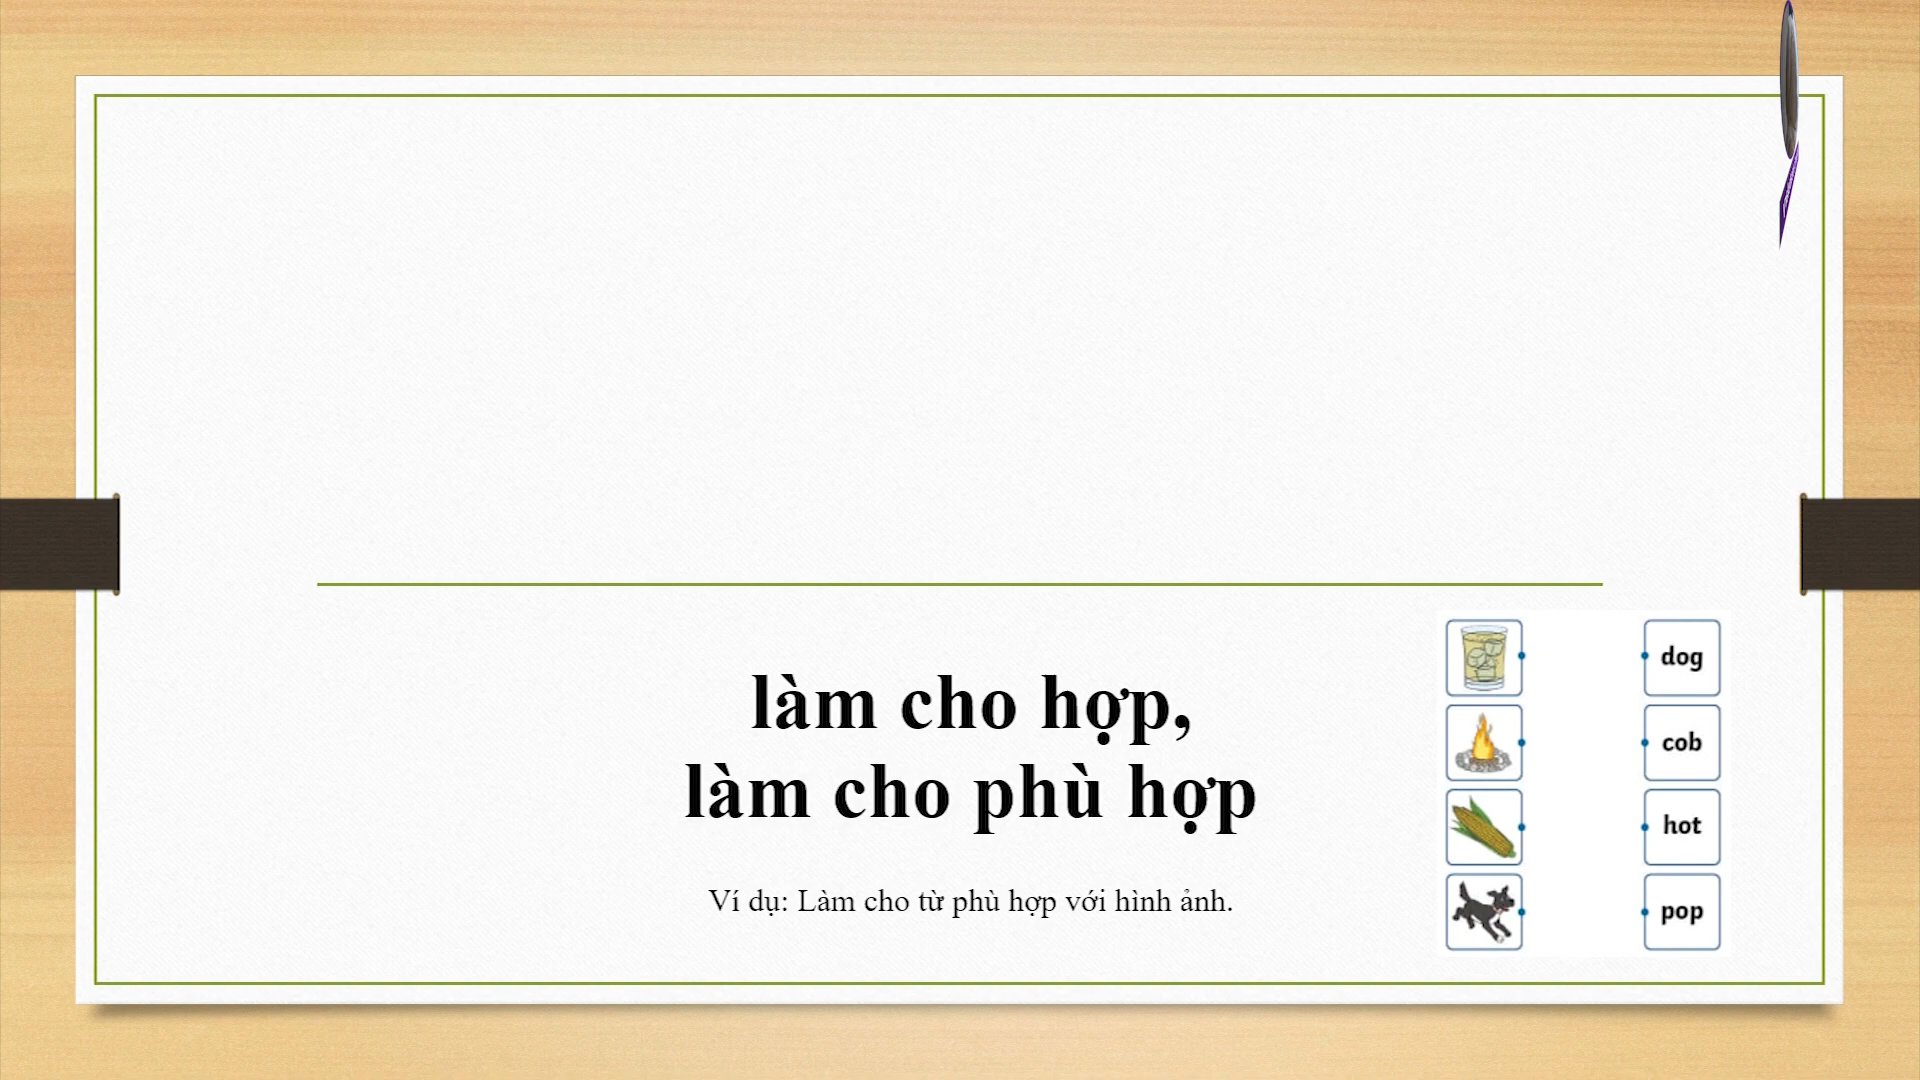 làm cho hợp,
làm cho phù hợp
Ví dụ: Làm cho từ phù hợp với hình ảnh.
dog
cob
hot
pop